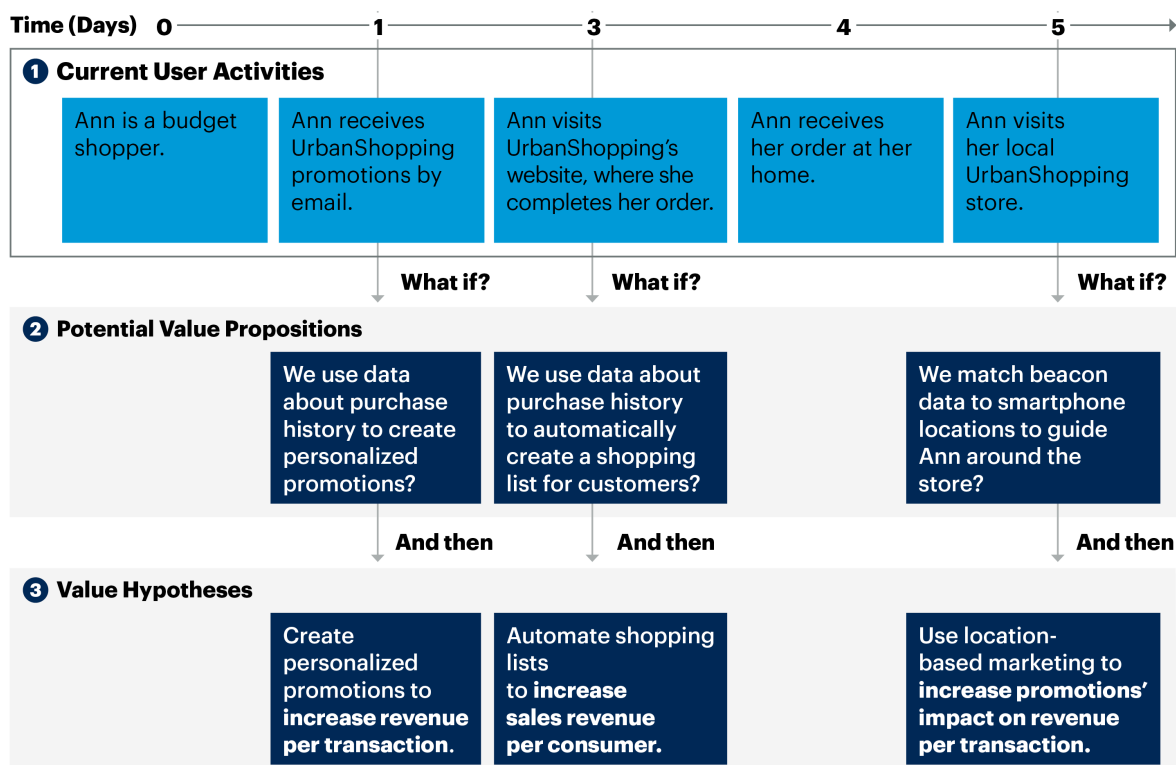 Time (Days) 0 1 3 4 5
1 Current User Activities
Ann is a budget
shopper.
Ann receives
UrbanShopping
promotions by
email.
Ann visits
UrbanShopping’s
website, where she
completes her order.
Ann receives
her order at her
home.
Ann visits
her local
UrbanShopping
store.
What if?
What if?
What if?
2 Potential Value Propositions
We use data
about purchase
history to create
personalized
promotions?
We use data about
purchase history
to automatically
create a shopping
list for customers?
We match beacon
data to smartphone
locations to guide
Ann around the
store?
And then
And then
And then
3 Value Hypotheses
Create
personalized
promotions to
increase revenue
per transaction.
Automate shopping
lists
to increase
sales revenue
per consumer.
Use location-
based marketing to
increase promotions’
impact on revenue
per transaction.